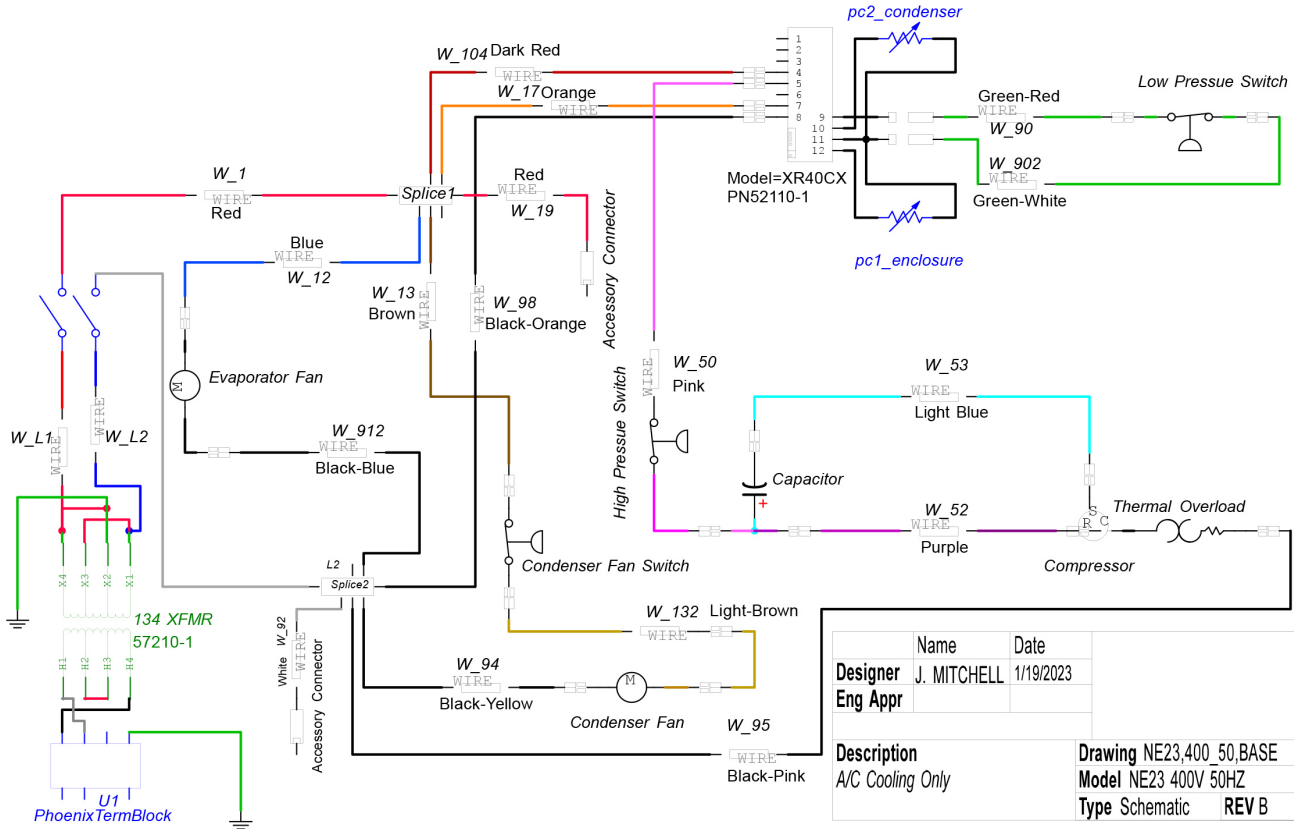 pc2_condenser
W_104 Dark Red
WIRE
W_17 Orange
WIRE
1
2
3
4
5
6
7
8
9
10
11
12
Model=XR40CX
PN52110-1
Low Pressue Switch
Green-Red
WIRE
W_90
W_902
WIRE
Green-White
pc1_enclosure
W_1
WIRE
Red
Splice1
Red
WIRE
W_19
Accessory Connector
Blue
WIRE
W_12
W_13
Brown
WIRE
W_98
Black-Orange
WIRE
W_50
Pink
WIRE
High Pressue Switch
Evaporator Fan
M
W_L1
WIRE
W_L2
WIRE
W_912
WIRE
Black-Blue
W_53
WIRE
Light Blue
Capacitor
+
W_52
WIRE
Purple
R
S
C
Compressor
Thermal Overload
Condenser Fan Switch
L2
Splice2
X4
X3
X2
X1
134 XFMR
57210-1
H1
H2
H3
H4
White
W_92
WIRE
Accessory Connector
W_132
WIRE
Light-Brown
W_94
WIRE
Black-Yellow
M
Condenser Fan
W_95
WIRE
Black-Pink
U1
PhoenixTermBlock
Name Date
Designer J. MITCHELL 1/19/2023
Eng Appr
Description
A/C Cooling Only
Drawing NE23,400_50,BASE
Model NE23 400V 50HZ
Type Schematic REV B